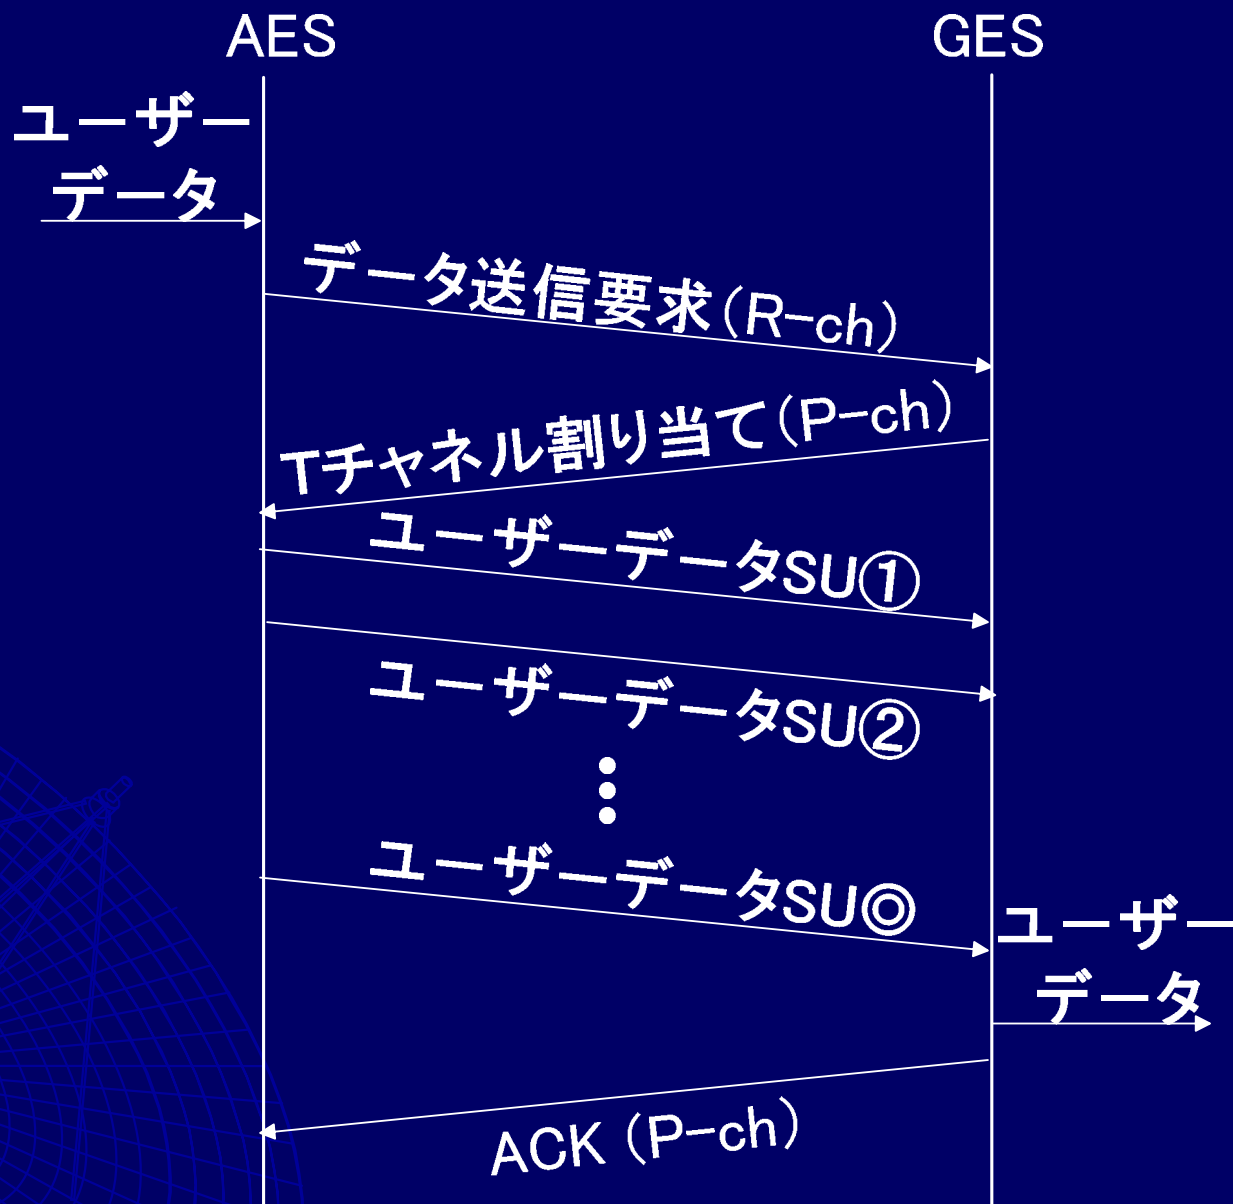 AES
GES
ユーザー
データ
データ送信要求(R-ch)
Tチャネル割り当て(P-ch)
ユーザーデータSU①
ユーザーデータSU②
ユーザーデータSU◎
ユーザー
データ
ACK (P-ch)